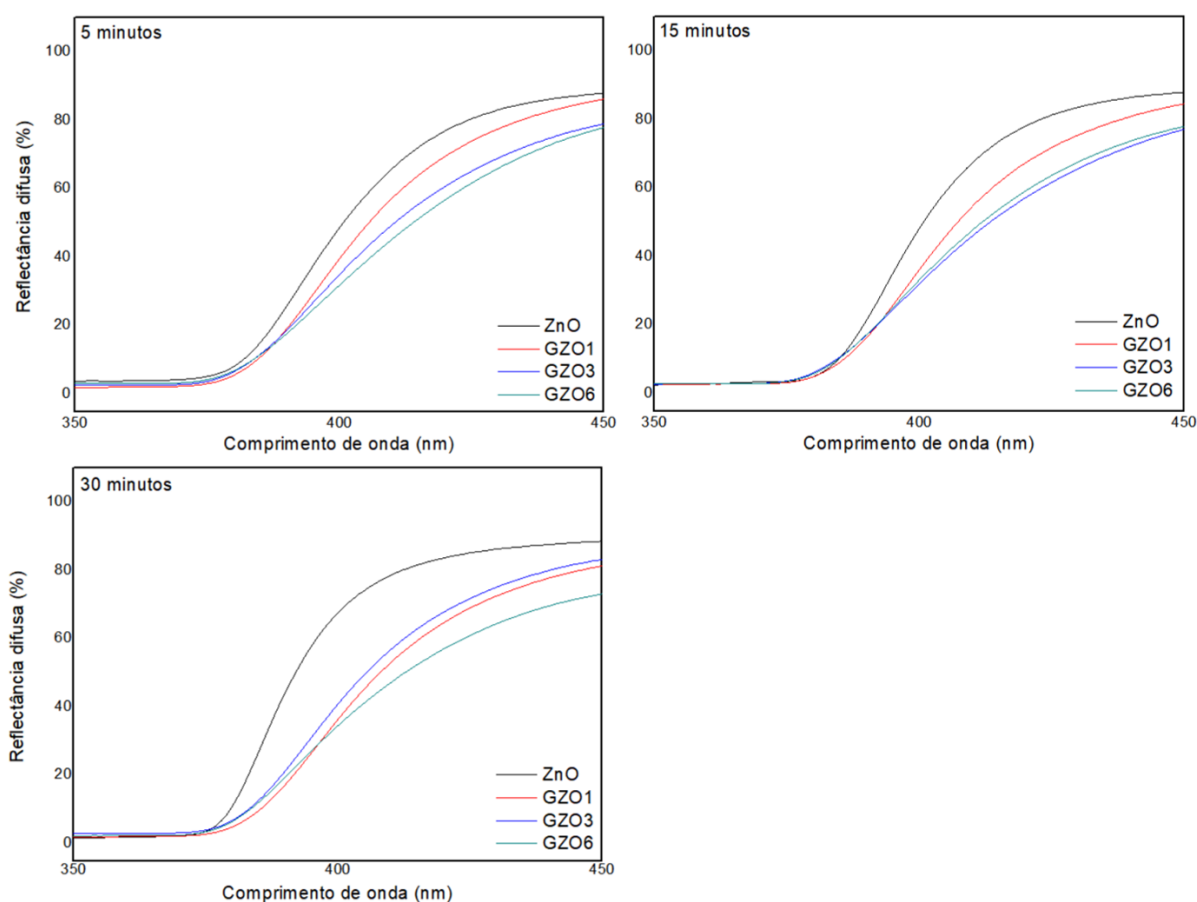 5 minutos
100
80
60
40
20
0
Reflectância difusa (%)
ZnO
GZO1
GZO3
GZO6
350
400
450
Comprimento de onda (nm)
15 minutos
100
80
60
40
20
0
ZnO
GZO1
GZO3
GZO6
350
400
450
Comprimento de onda (nm)
30 minutos
100
80
60
40
20
0
Reflectância difusa (%)
ZnO
GZO1
GZO3
GZO6
350
400
450
Comprimento de onda (nm)